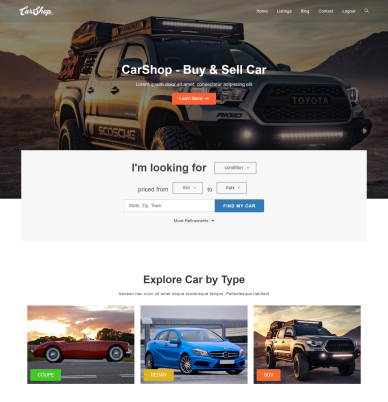 CarShop
Home Listings Blog Contact Logout
CarShop - Buy & Sell Car
Lorem ipsum dolor sit amet, consectetur adipiscing elit
Learn More
TOYOTA
SCOSCHE
I'm looking for condition
priced from min to max
State, Zip, Town FIND MY CAR
More Refinements
Explore Car by Type
Aenean nec nunc sit amet neque scelerisque tempor. Pellentesque habitant
COUPE SEDAN SUV